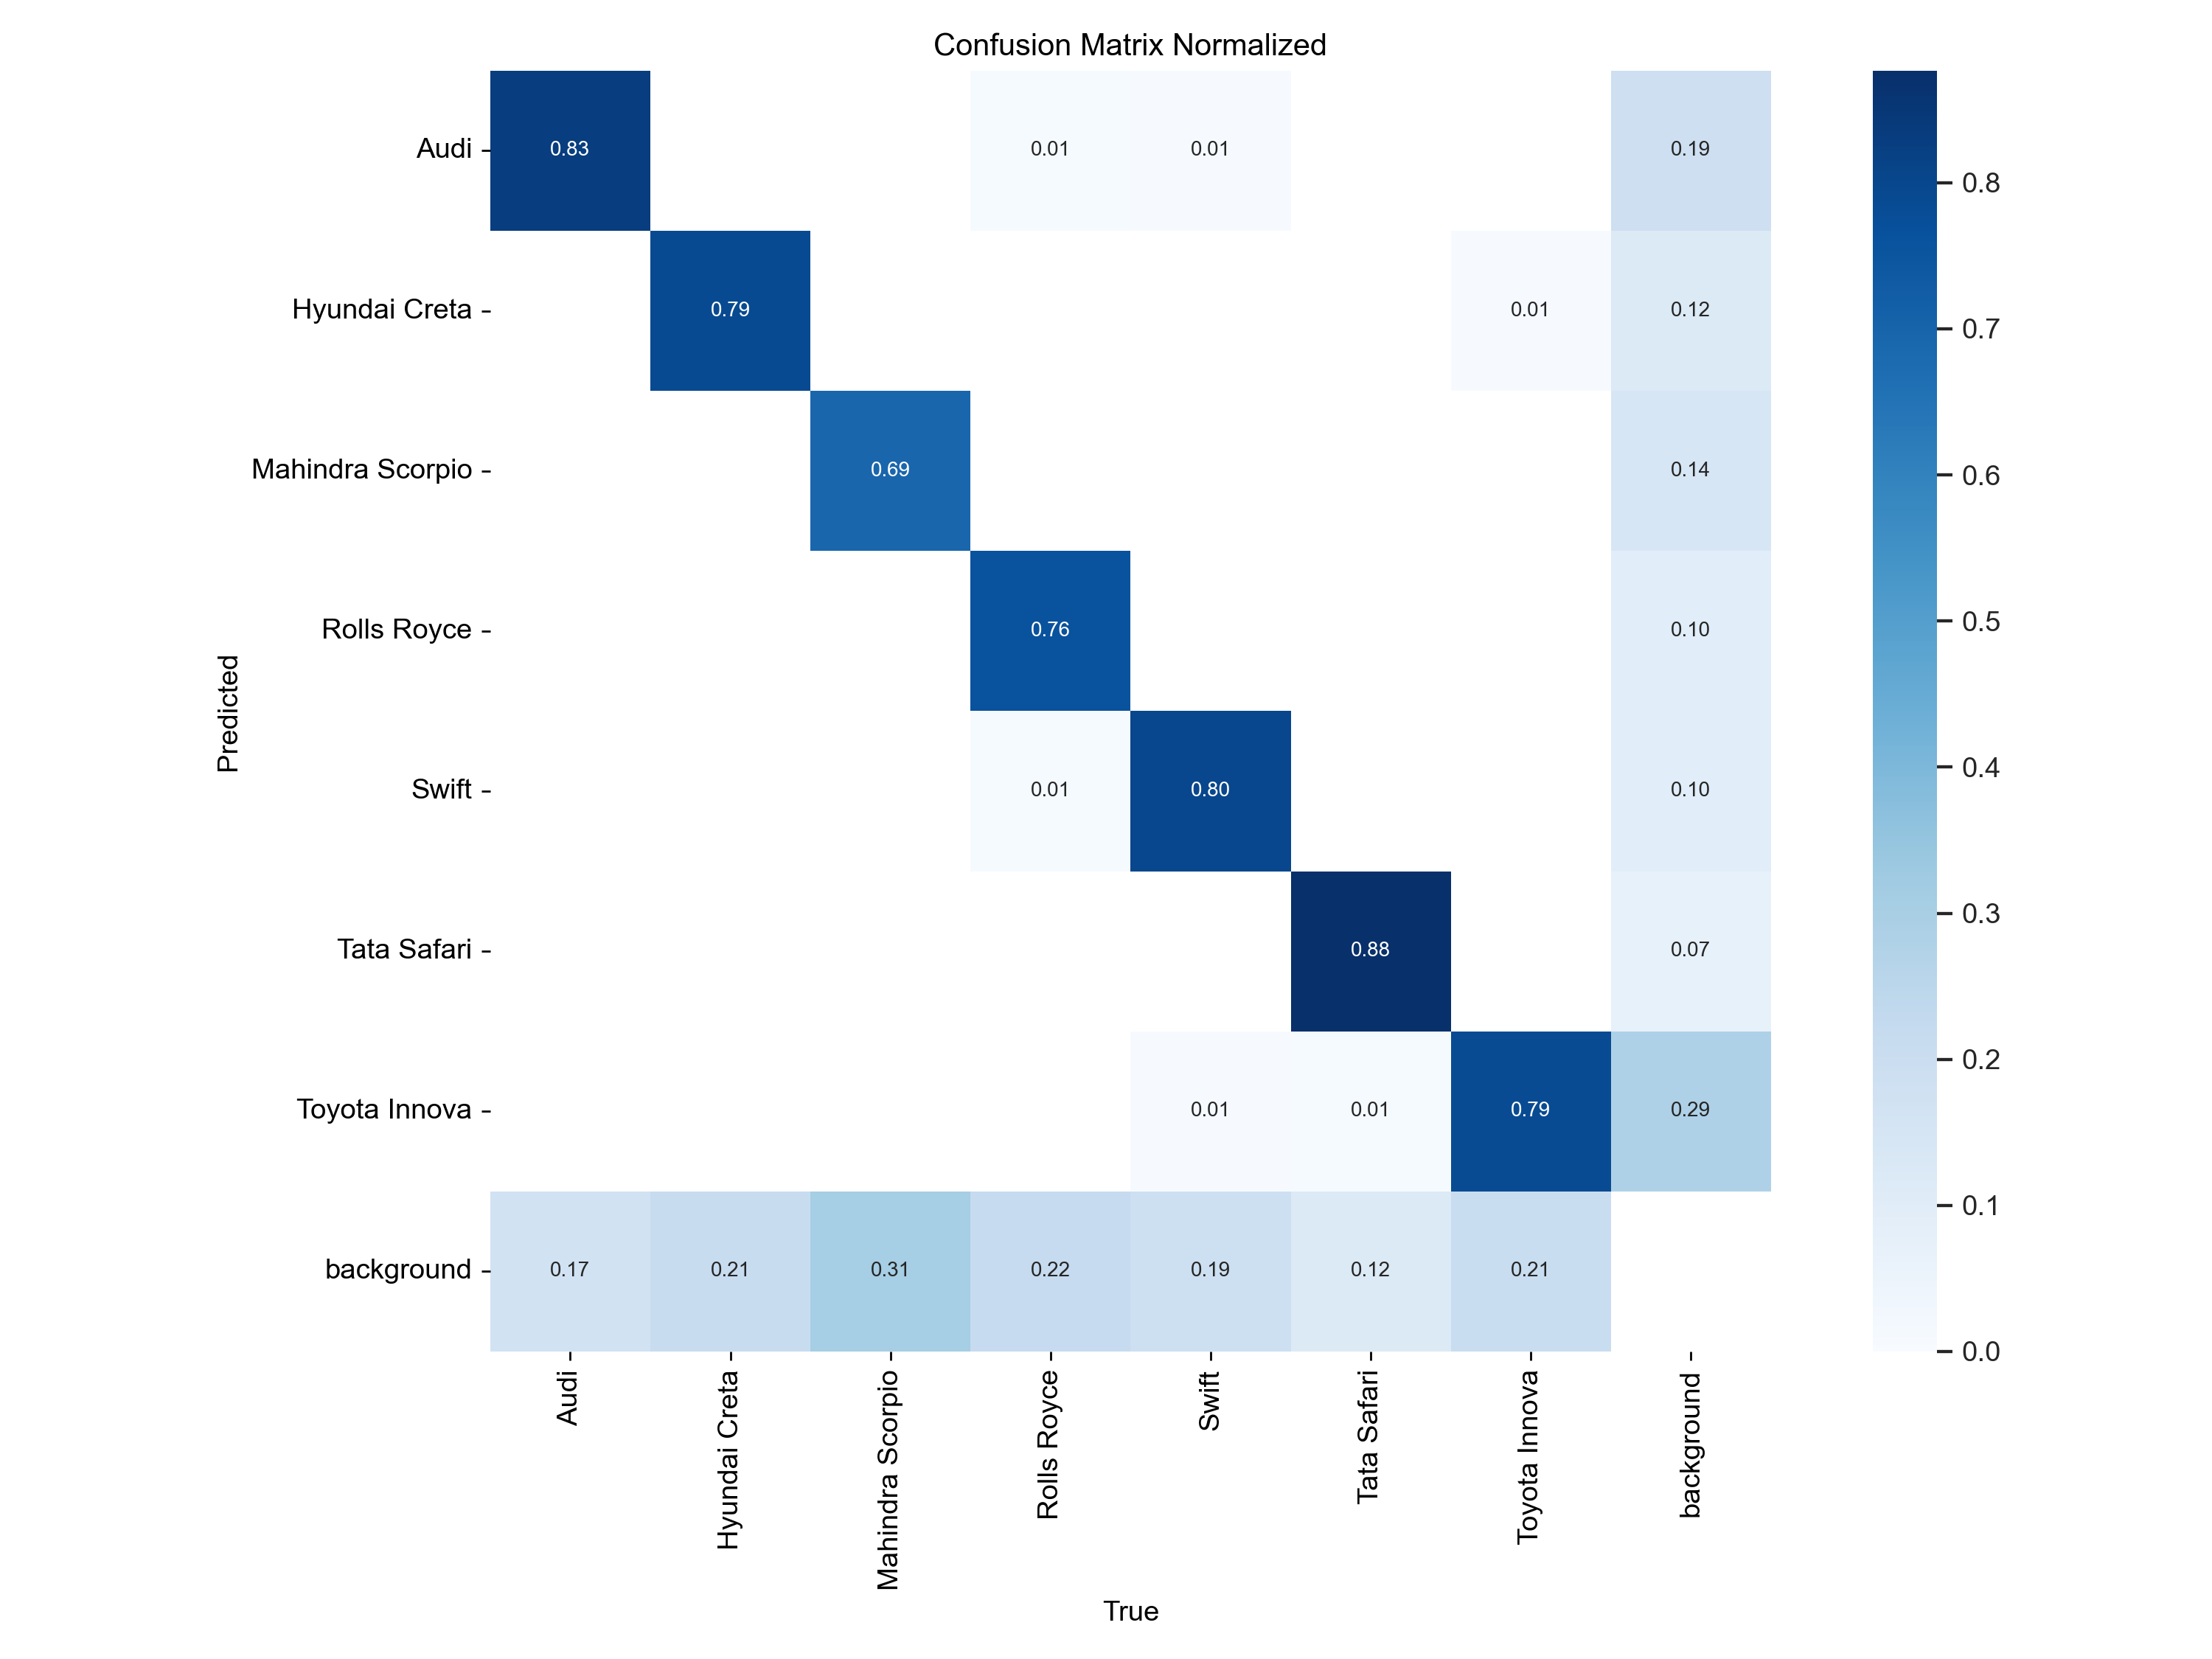 Confusion Matrix Normalized
Audi 0.83 0.01 0.01 0.19
Hyundai Creta 0.79 0.01 0.12
Mahindra Scorpio 0.69 0.14
Rolls Royce 0.76 0.10
Swift 0.01 0.80 0.10
Tata Safari 0.88 0.07
Toyota Innova 0.01 0.01 0.79 0.29
background 0.17 0.21 0.31 0.22 0.19 0.12 0.21
Predicted
Audi
Hyundai Creta
Mahindra Scorpio
Rolls Royce
Swift
Tata Safari
Toyota Innova
background
True
0.8
0.7
0.6
0.5
0.4
0.3
0.2
0.1
0.0